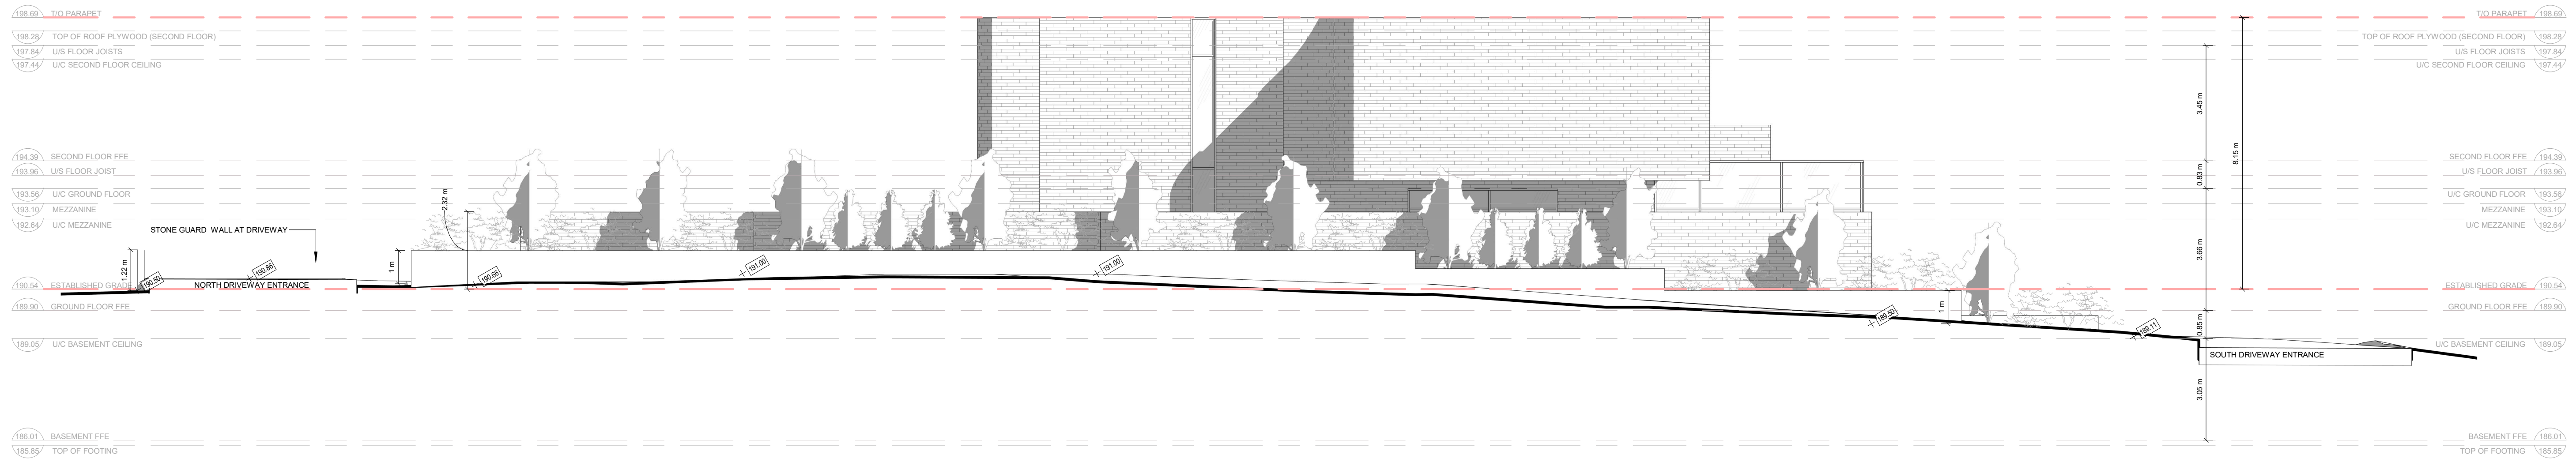 198.69 T/O PARAPET
198.28 TOP OF ROOF PLYWOOD (SECOND FLOOR)
197.84 U/S FLOOR JOISTS
197.44 U/C SECOND FLOOR CEILING
194.39 SECOND FLOOR FFE
193.96 U/S FLOOR JOIST
193.56 U/C GROUND FLOOR
193.10 MEZZANINE
192.64 U/C MEZZANINE
190.54 ESTABLISHED GRADE
189.90 GROUND FLOOR FFE
189.05 U/C BASEMENT CEILING
186.01 BASEMENT FFE
185.85 TOP OF FOOTING
STONE GUARD WALL AT DRIVEWAY
1.22 m
190.50
190.86
NORTH DRIVEWAY ENTRANCE
1 m
2.32 m
190.66
191.00
191.00
1 m
189.50
189.11
SOUTH DRIVEWAY ENTRANCE
3.45 m
0.83 m
3.66 m
0.85 m
3.05 m
8.15 m
T/O PARAPET 198.69
TOP OF ROOF PLYWOOD (SECOND FLOOR) 198.28
U/S FLOOR JOISTS 197.84
U/C SECOND FLOOR CEILING 197.44
SECOND FLOOR FFE 194.39
U/S FLOOR JOIST 193.96
U/C GROUND FLOOR 193.56
MEZZANINE 193.10
U/C MEZZANINE 192.64
ESTABLISHED GRADE 190.54
GROUND FLOOR FFE 189.90
U/C BASEMENT CEILING 189.05
BASEMENT FFE 186.01
TOP OF FOOTING 185.85